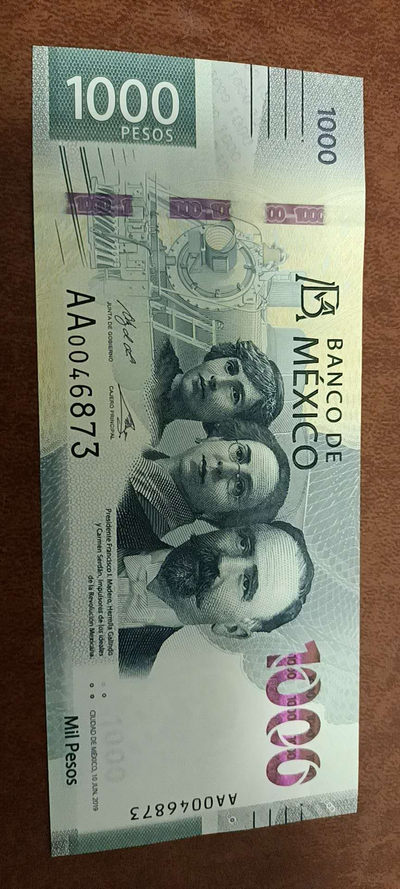 1000
PESOS
1000
BANCO DE
MÉXICO
AA0046873
JUNTA DE GOBIERNO
CAJERO PRINCIPAL
Presidente Francisco I. Madero, Hermila Galindo
y Carmen Serdán, impulsores de los ideales
de la Revolución Mexicana.
1000
1000
CIUDAD DE MÉXICO, 10 JUN. 2019
Mil Pesos
AA0046873